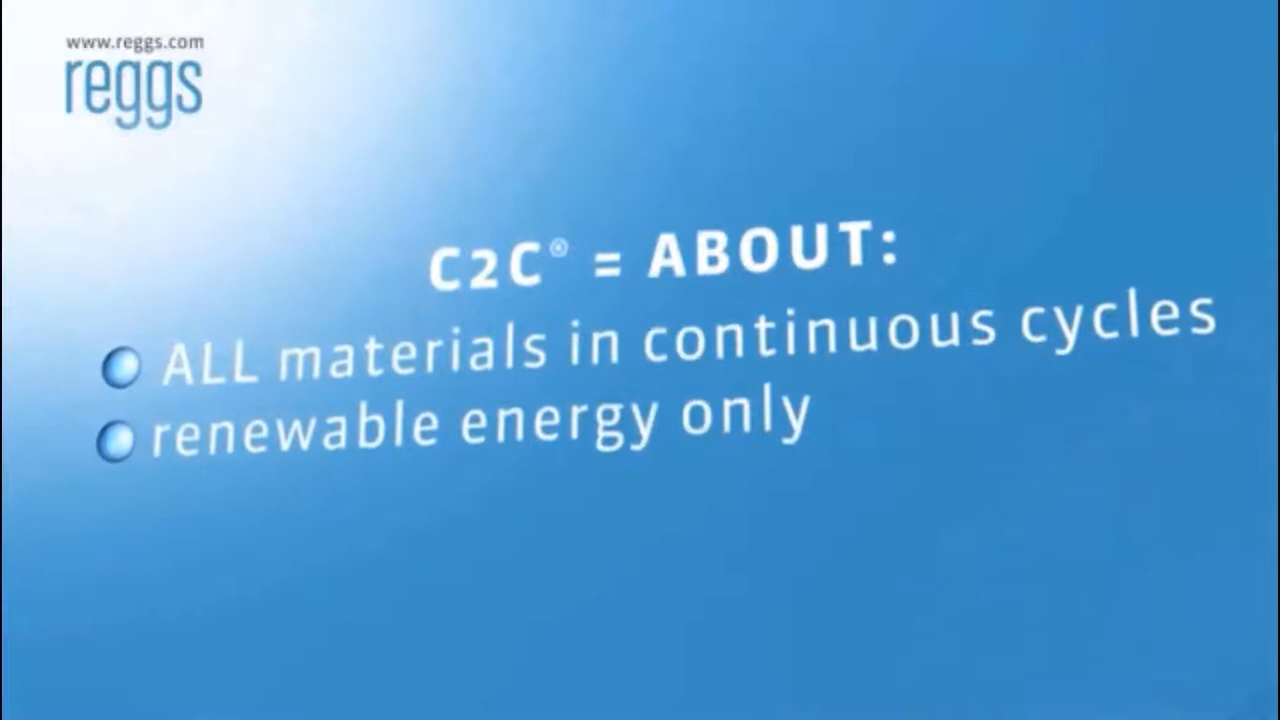 www.reggs.com
reggs
C2C® = ABOUT:
ALL materials in continuous cycles
renewable energy only